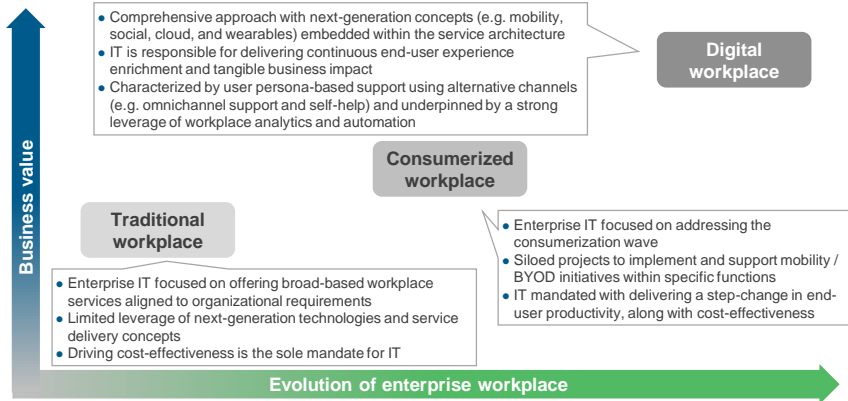 ● Comprehensive approach with next-generation concepts (e.g. mobility,
social, cloud, and wearables) embedded within the service architecture
● IT is responsible for delivering continuous end-user experience
enrichment and tangible business impact
● Characterized by user persona-based support using alternative channels
(e.g. omnichannel support and self-help) and underpinned by a strong
leverage of workplace analytics and automation
Digital
workplace
Consumerized
workplace
Traditional
workplace
● Enterprise IT focused on addressing the
consumerization wave
● Siloed projects to implement and support mobility /
BYOD initiatives within specific functions
● IT mandated with delivering a step-change in end-
user productivity, along with cost-effectiveness
● Enterprise IT focused on offering broad-based workplace
services aligned to organizational requirements
● Limited leverage of next-generation technologies and service
delivery concepts
● Driving cost-effectiveness is the sole mandate for IT
Business value
Evolution of enterprise workplace